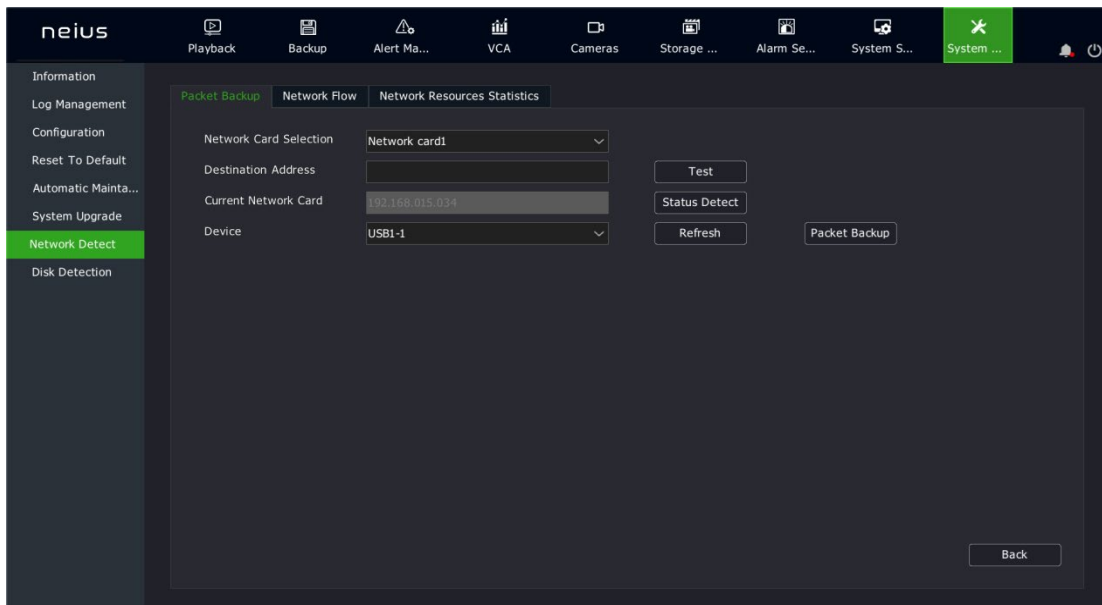 neius
Playback
Backup
Alert Ma...
VCA
Cameras
Storage ...
Alarm Se...
System S...
System ...
Information
Log Management
Configuration
Reset To Default
Automatic Mainta...
System Upgrade
Network Detect
Disk Detection
Packet Backup Network Flow Network Resources Statistics
Network Card Selection Network card1
Destination Address Test
Current Network Card 192.168.015.034 Status Detect
Device USB1-1 Refresh Packet Backup
Back